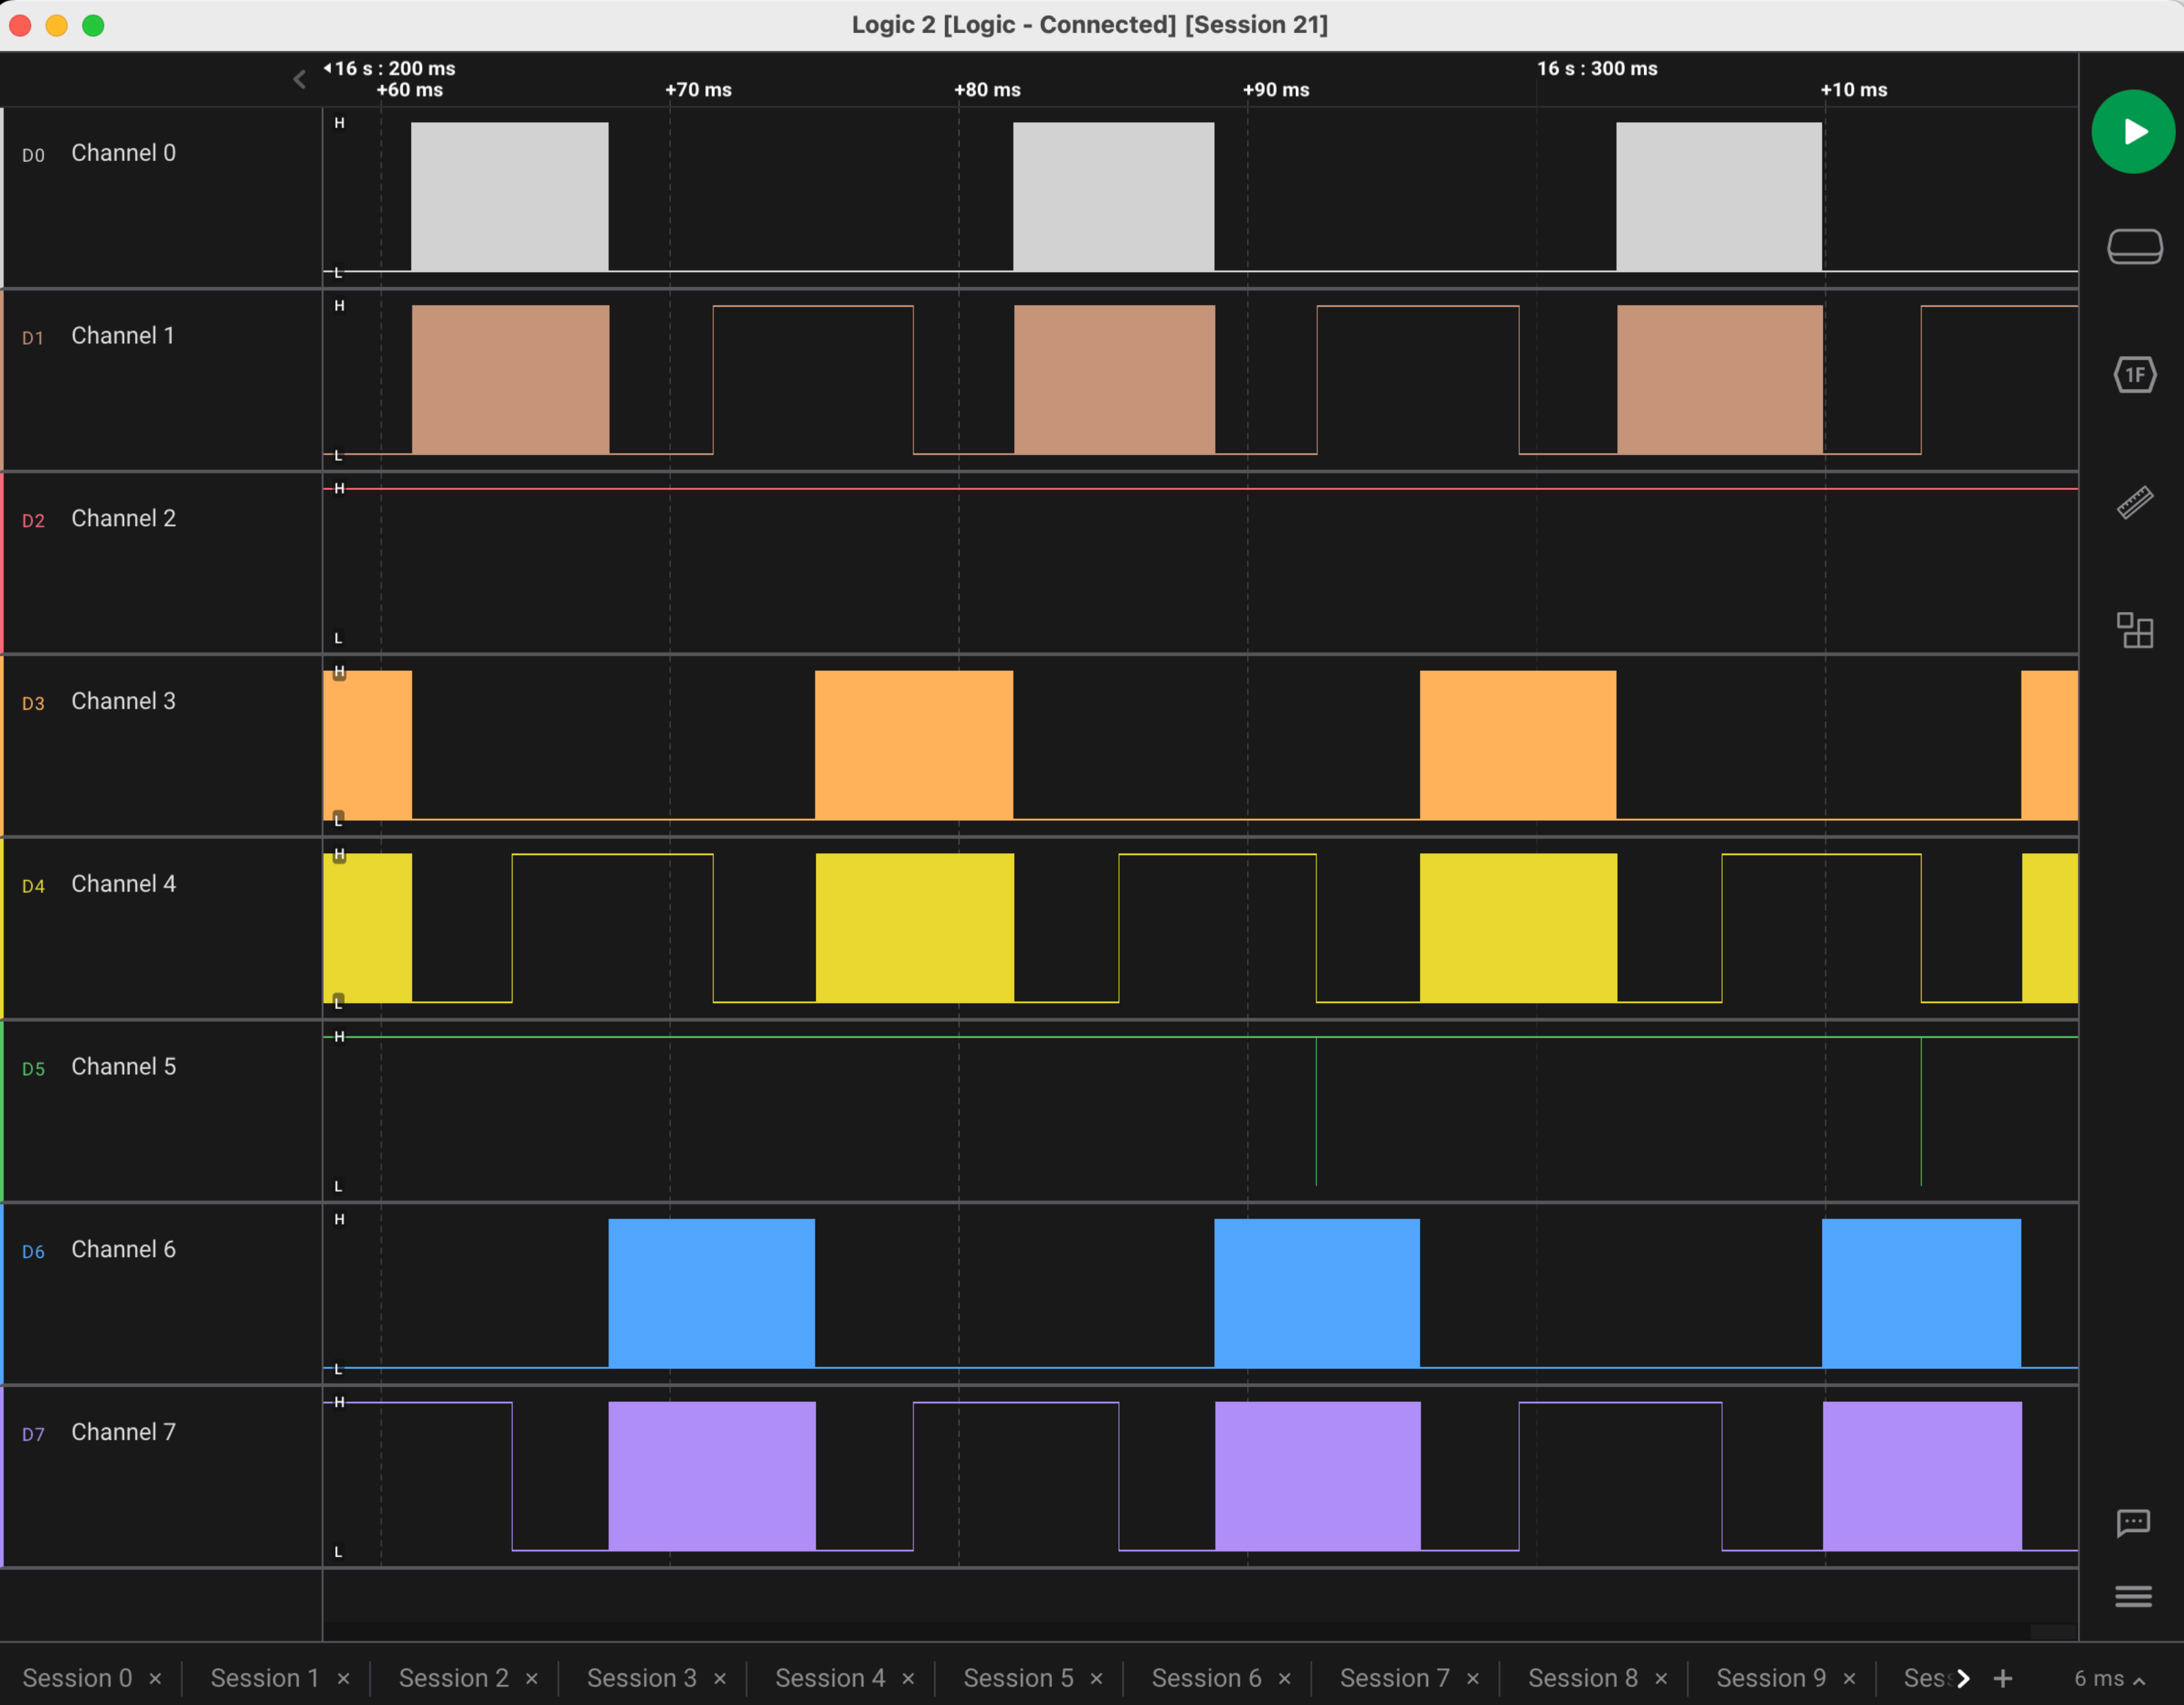 Logic 2 [Logic - Connected] [Session 21]
16 s : 200 ms
16 s : 300 ms
+60 ms
+70 ms
+80 ms
+90 ms
+10 ms
H
D0 Channel 0
L
H
D1 Channel 1
L
H
D2 Channel 2
L
H
D3 Channel 3
L
H
D4 Channel 4
L
H
D5 Channel 5
L
H
D6 Channel 6
L
H
D7 Channel 7
L
1F
Session 0 ×
Session 1 ×
Session 2 ×
Session 3 ×
Session 4 ×
Session 5 ×
Session 6 ×
Session 7 ×
Session 8 ×
Session 9 ×
Ses
+
6 ms